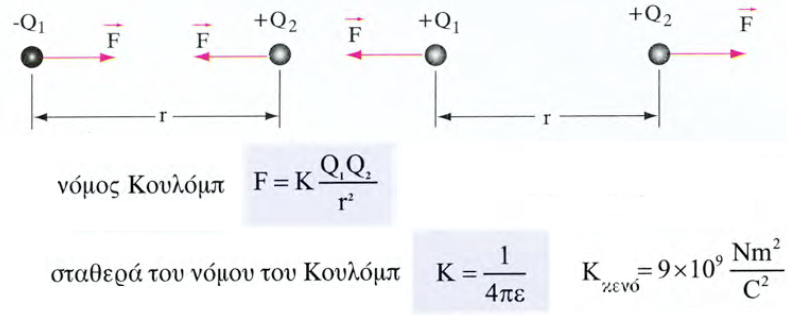 -Q₁ F⃗ F⃗ +Q₂ F⃗ +Q₁ +Q₂ F⃗
r r
νόμος Κουλόμπ F = K Q₁Q₂ / r²
σταθερά του νόμου του Κουλόμπ K = 1 / 4πε K κενό = 9×10⁹ Nm² / C²